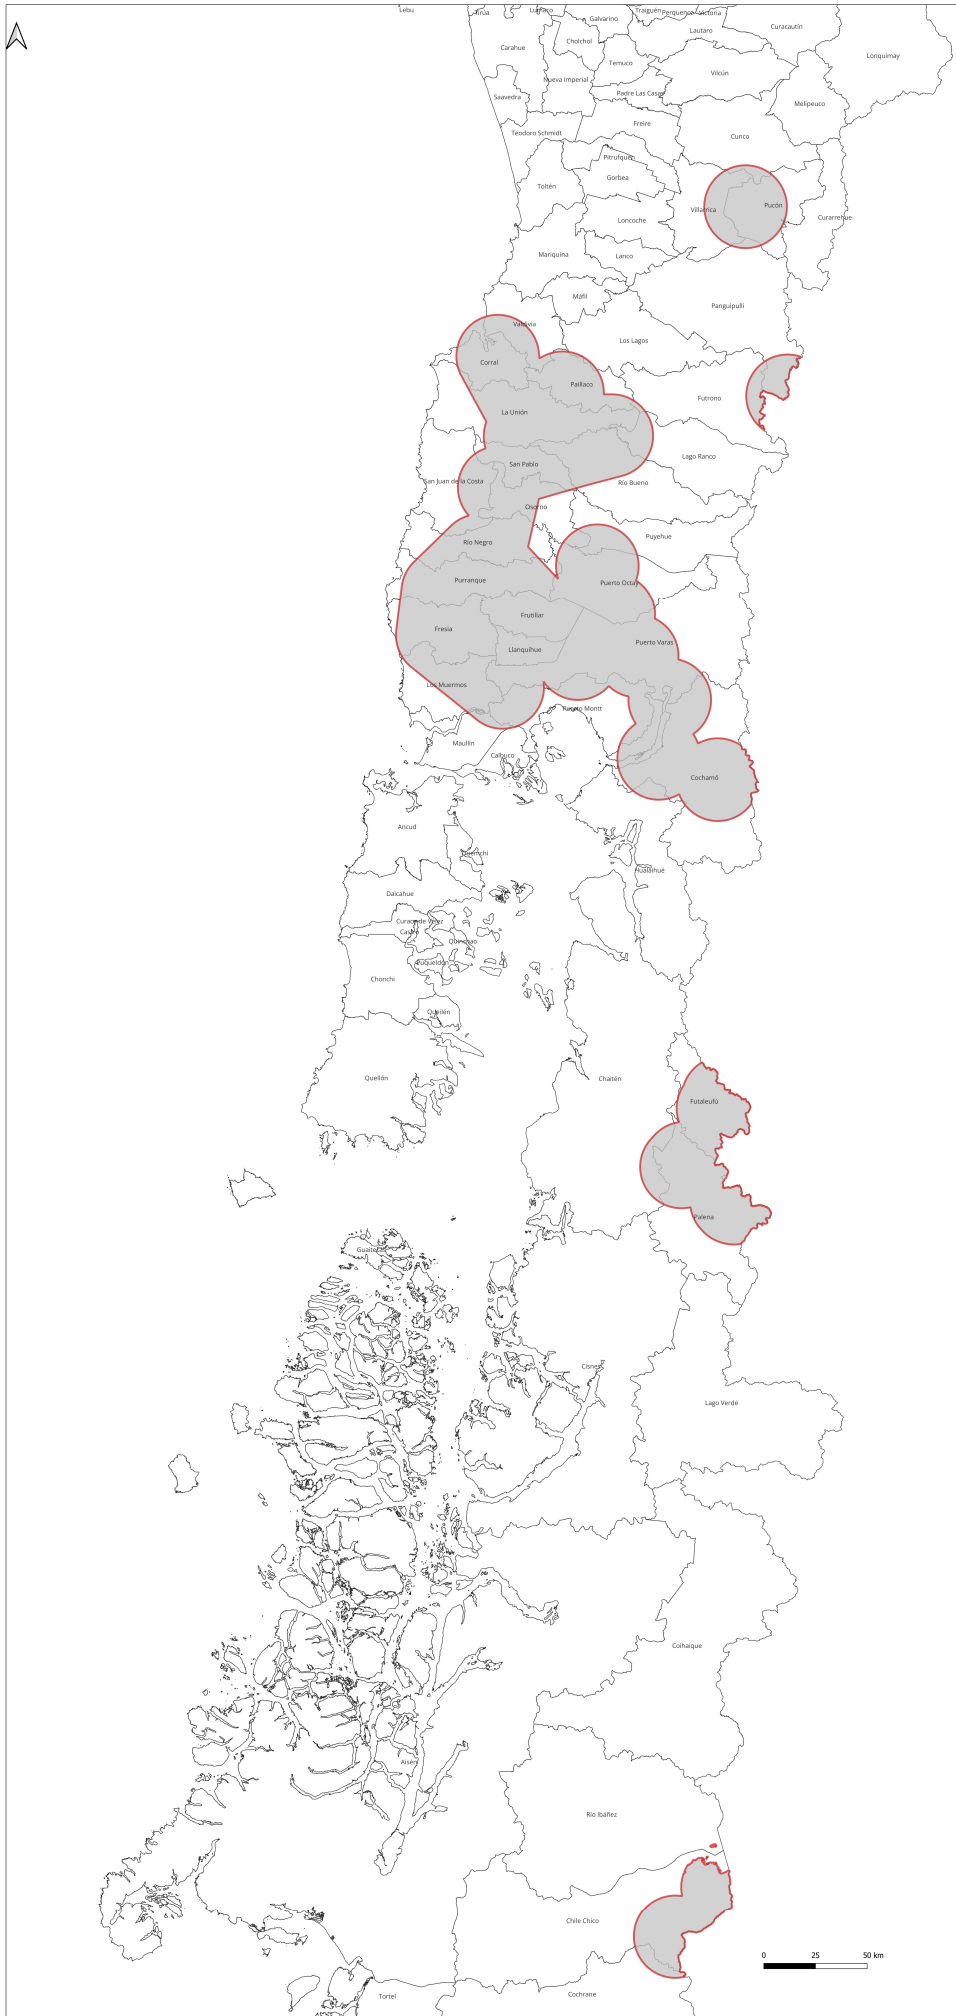 Lebu
Tirúa
Lumaco
Galvarino
Traiguén
Perquenco
Victoria
Curacautín
Lonquimay
Carahue
Cholchol
Lautaro
Temuco
Vilcún
Nueva Imperial
Padre Las Casas
Melipeuco
Saavedra
Teodoro Schmidt
Freire
Cunco
Pitrufquén
Gorbea
Toltén
Loncoche
Villarrica
Pucón
Curarrehue
Mariquina
Lanco
Máfil
Panguipulli
Valdivia
Los Lagos
Corral
Paillaco
Futrono
La Unión
Lago Ranco
San Pablo
San Juan de la Costa
Río Bueno
Osorno
Puyehue
Río Negro
Purranque
Puerto Octay
Frutillar
Fresia
Puerto Varas
Llanquihue
Los Muermos
Puerto Montt
Maullín
Calbuco
Cochamó
Ancud
Quemchi
Hualaihué
Dalcahue
Curaco de Vélez
Castro
Quinchao
Puqueldón
Chonchi
Queilén
Quellón
Chaitén
Futaleufú
Palena
Guaitecas
Cisnes
Lago Verde
Coihaique
Aisén
Río Ibáñez
Chile Chico
0 25 50 km
Tortel
Cochrane